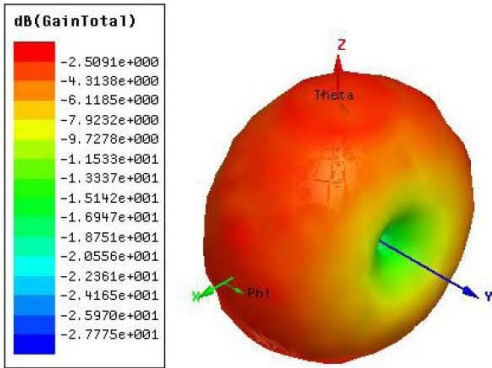 dB(GainTotal)
-2.5091e+000
-4.3138e+000
-6.1185e+000
-7.9232e+000
-9.7278e+000
-1.1533e+001
-1.3337e+001
-1.5142e+001
-1.6947e+001
-1.8751e+001
-2.0556e+001
-2.2361e+001
-2.4165e+001
-2.5970e+001
-2.7775e+001
Z
Theta
X
Phi
Y